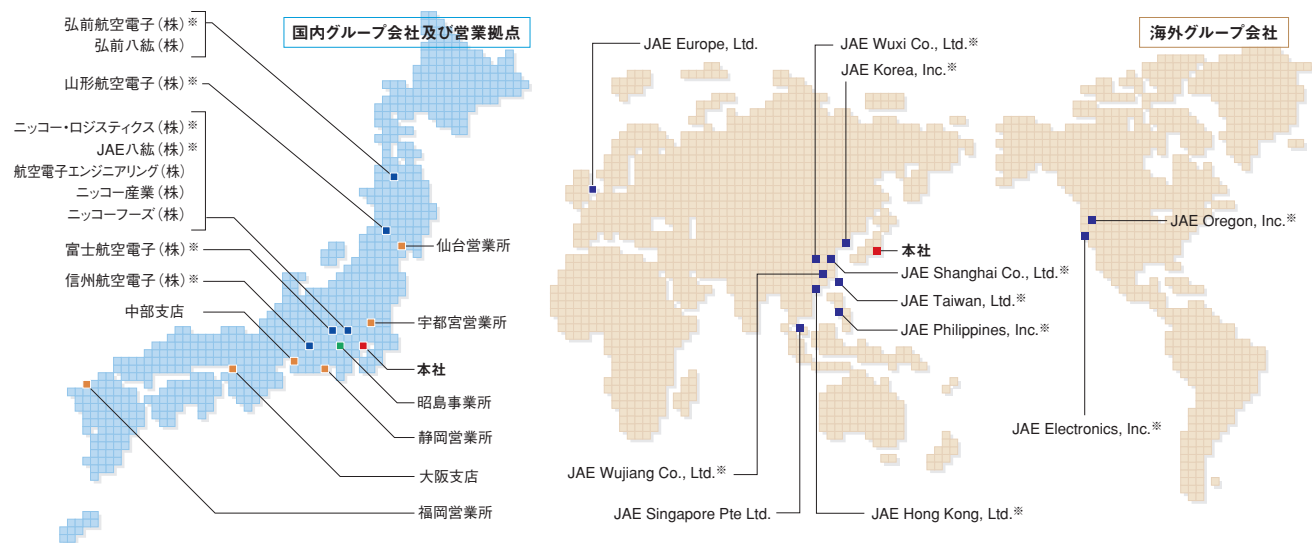 国内グループ会社及び営業拠点
弘前航空電子(株)※
弘前八紘(株)
山形航空電子(株)※
ニッコー・ロジスティクス(株)※
JAE八紘(株)※
航空電子エンジニアリング(株)
ニッコー産業(株)
ニッコーフーズ(株)
富士航空電子(株)※
信州航空電子(株)※
中部支店
仙台営業所
宇都宮営業所
本社
昭島事業所
静岡営業所
大阪支店
福岡営業所
海外グループ会社
JAE Europe, Ltd.
JAE Wuxi Co., Ltd.※
JAE Korea, Inc.※
JAE Oregon, Inc.※
本社
JAE Shanghai Co., Ltd.※
JAE Taiwan, Ltd.※
JAE Philippines, Inc.※
JAE Electronics, Inc.※
JAE Wujiang Co., Ltd.※
JAE Singapore Pte Ltd.
JAE Hong Kong, Ltd.※